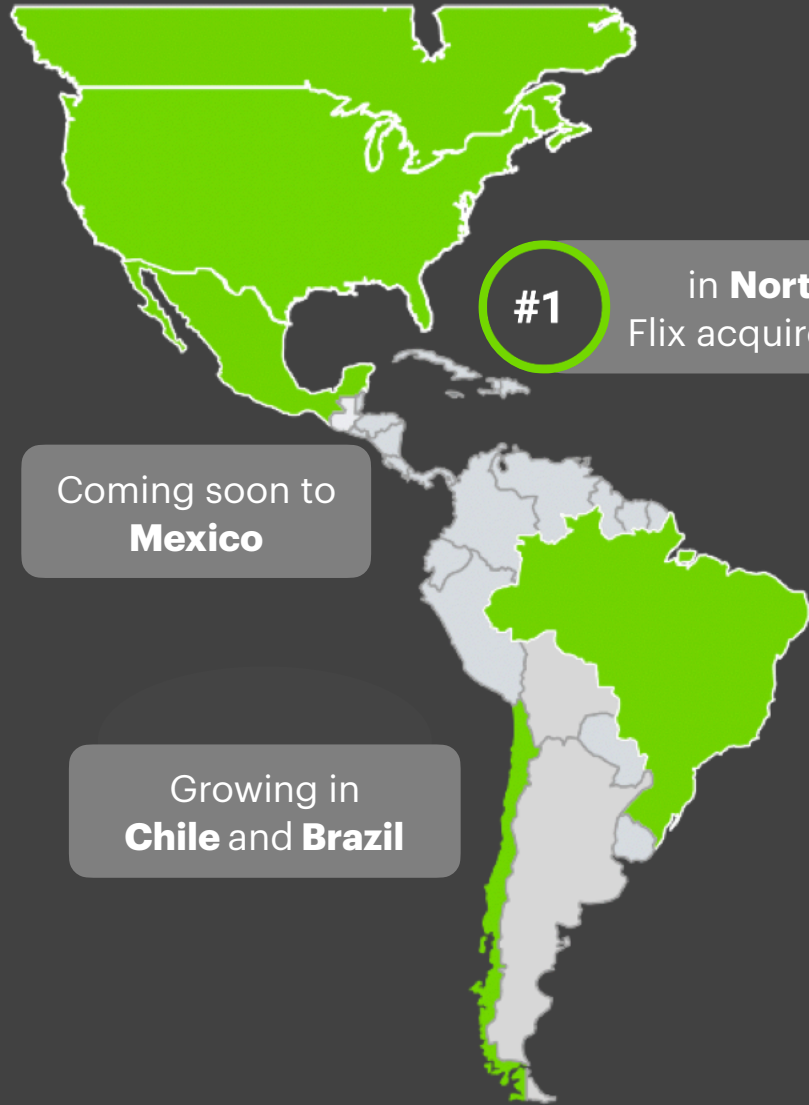 #1
in
Flix
Coming soon to
Mexico
Growing in
Chile and Brazil